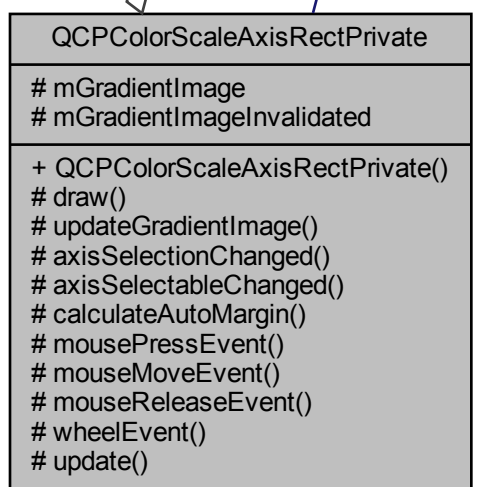 QCPColorScaleAxisRectPrivate
# mGradientImage
# mGradientImageInvalidated
+ QCPColorScaleAxisRectPrivate()
# draw()
# updateGradientImage()
# axisSelectionChanged()
# axisSelectableChanged()
# calculateAutoMargin()
# mousePressEvent()
# mouseMoveEvent()
# mouseReleaseEvent()
# wheelEvent()
# update()